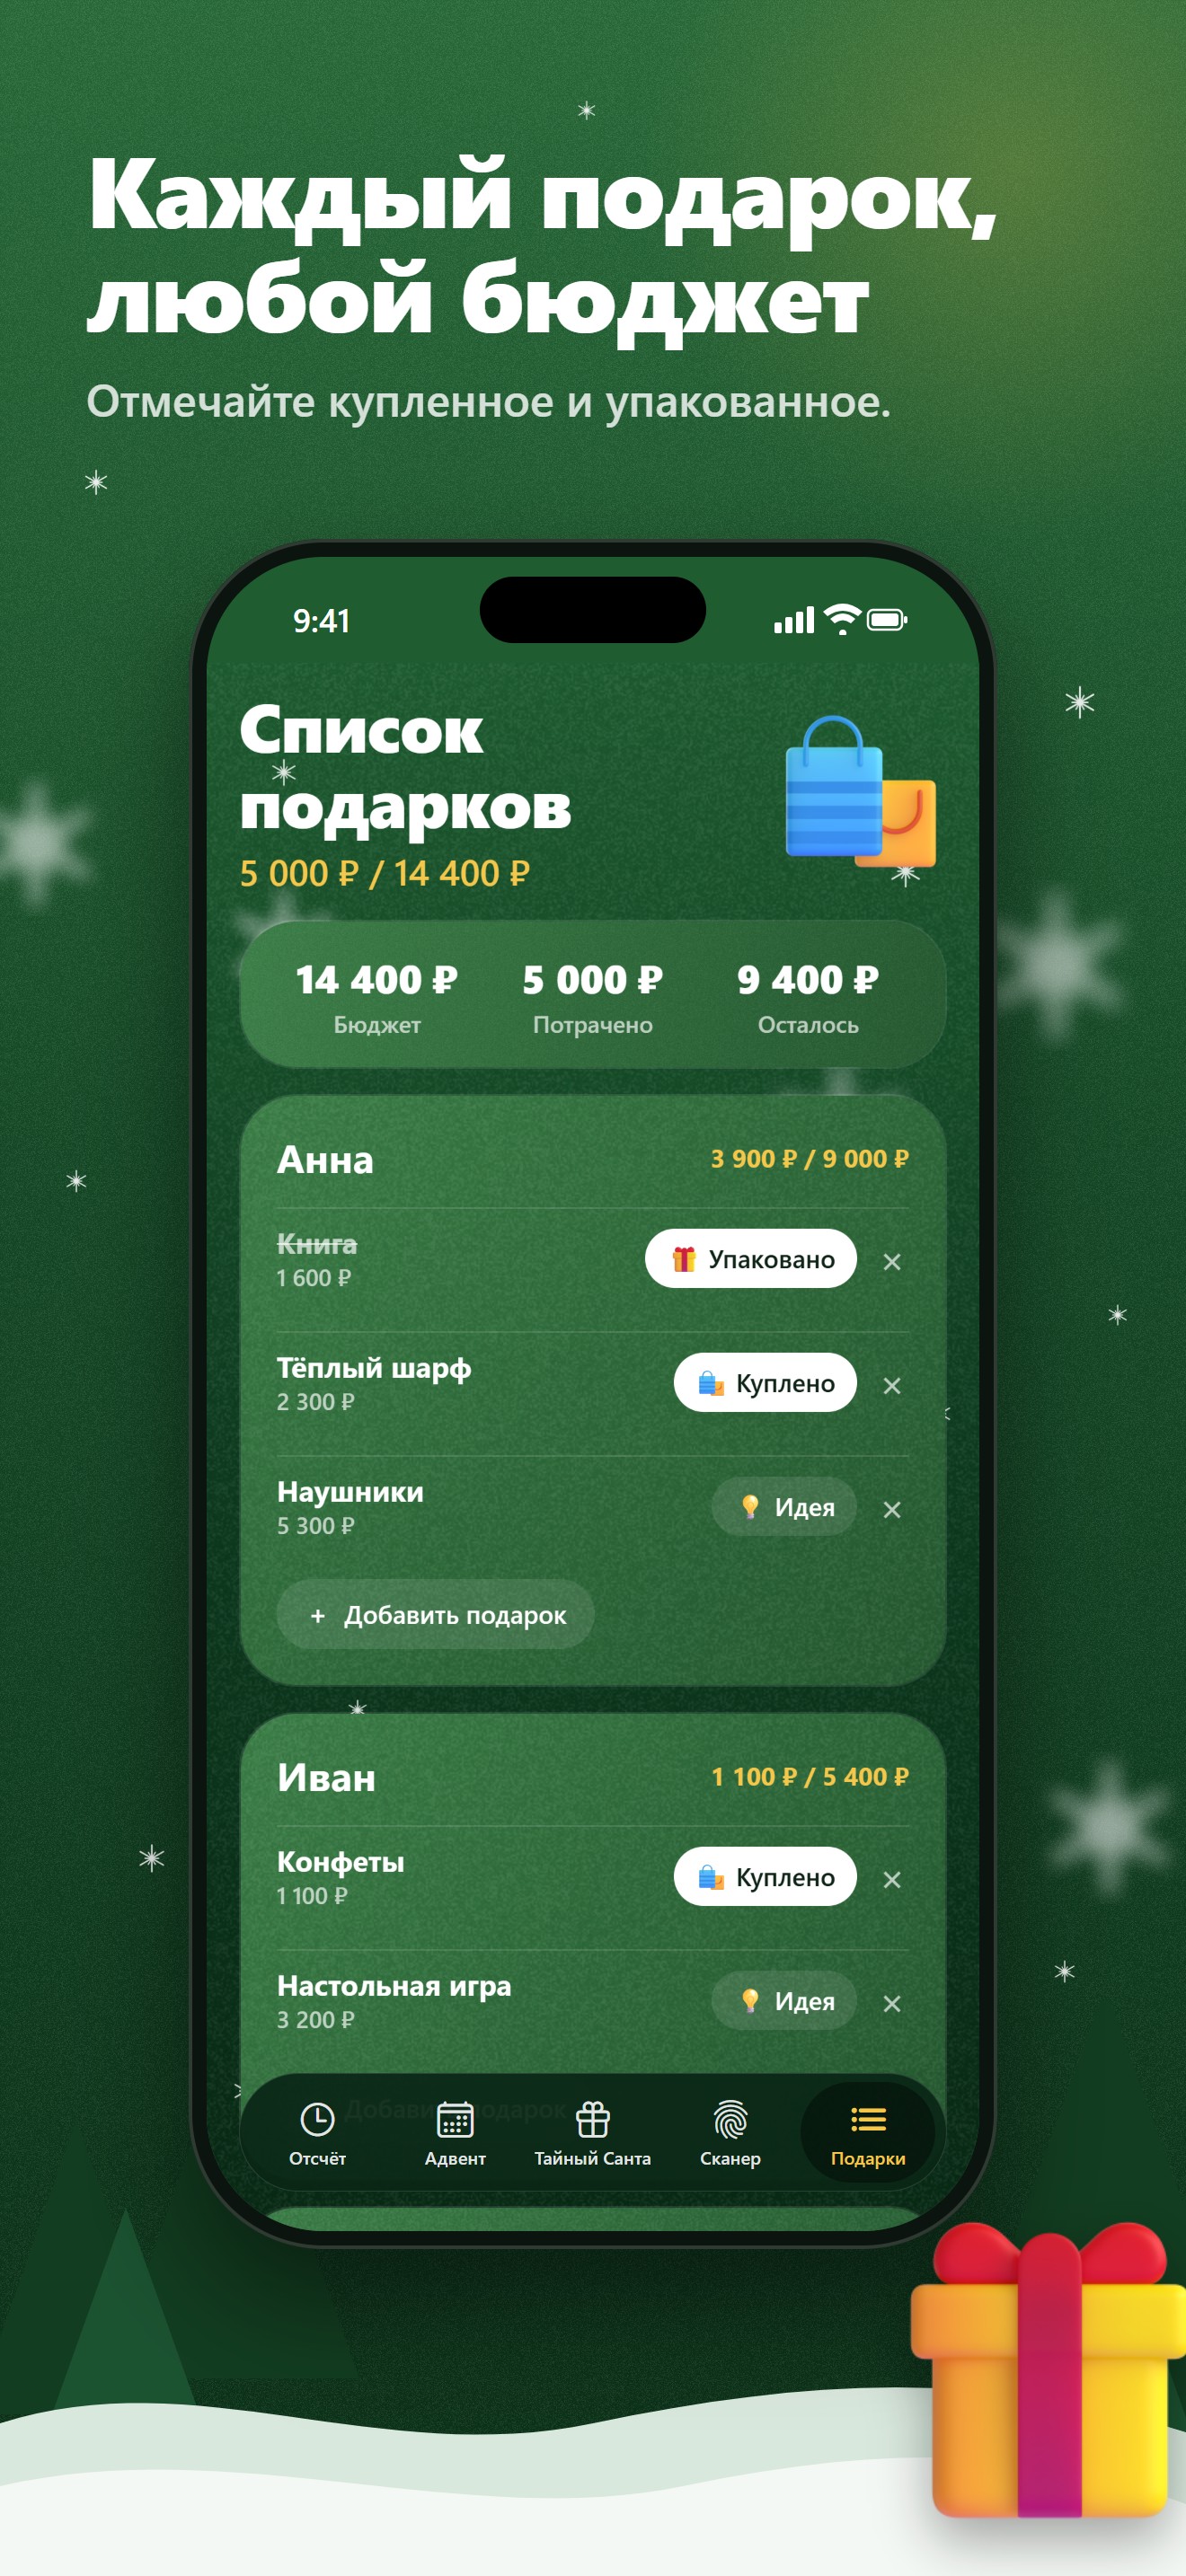 Каждый подарок,
любой бюджет
Отмечайте купленное и упакованное.
9:41
Список
подарков
5 000 ₽ / 14 400 ₽
14 400 ₽ 5 000 ₽ 9 400 ₽
Бюджет Потрачено Осталось
Анна 3 900 ₽ / 9 000 ₽
Книга Упаковано ×
1 600 ₽
Тёплый шарф Куплено ×
2 300 ₽
Наушники Идея ×
5 300 ₽
+ Добавить подарок
Иван 1 100 ₽ / 5 400 ₽
Конфеты Куплено ×
1 100 ₽
Настольная игра Идея ×
3 200 ₽
Добавить подарок
Отсчёт Адвент Тайный Санта Сканер Подарки